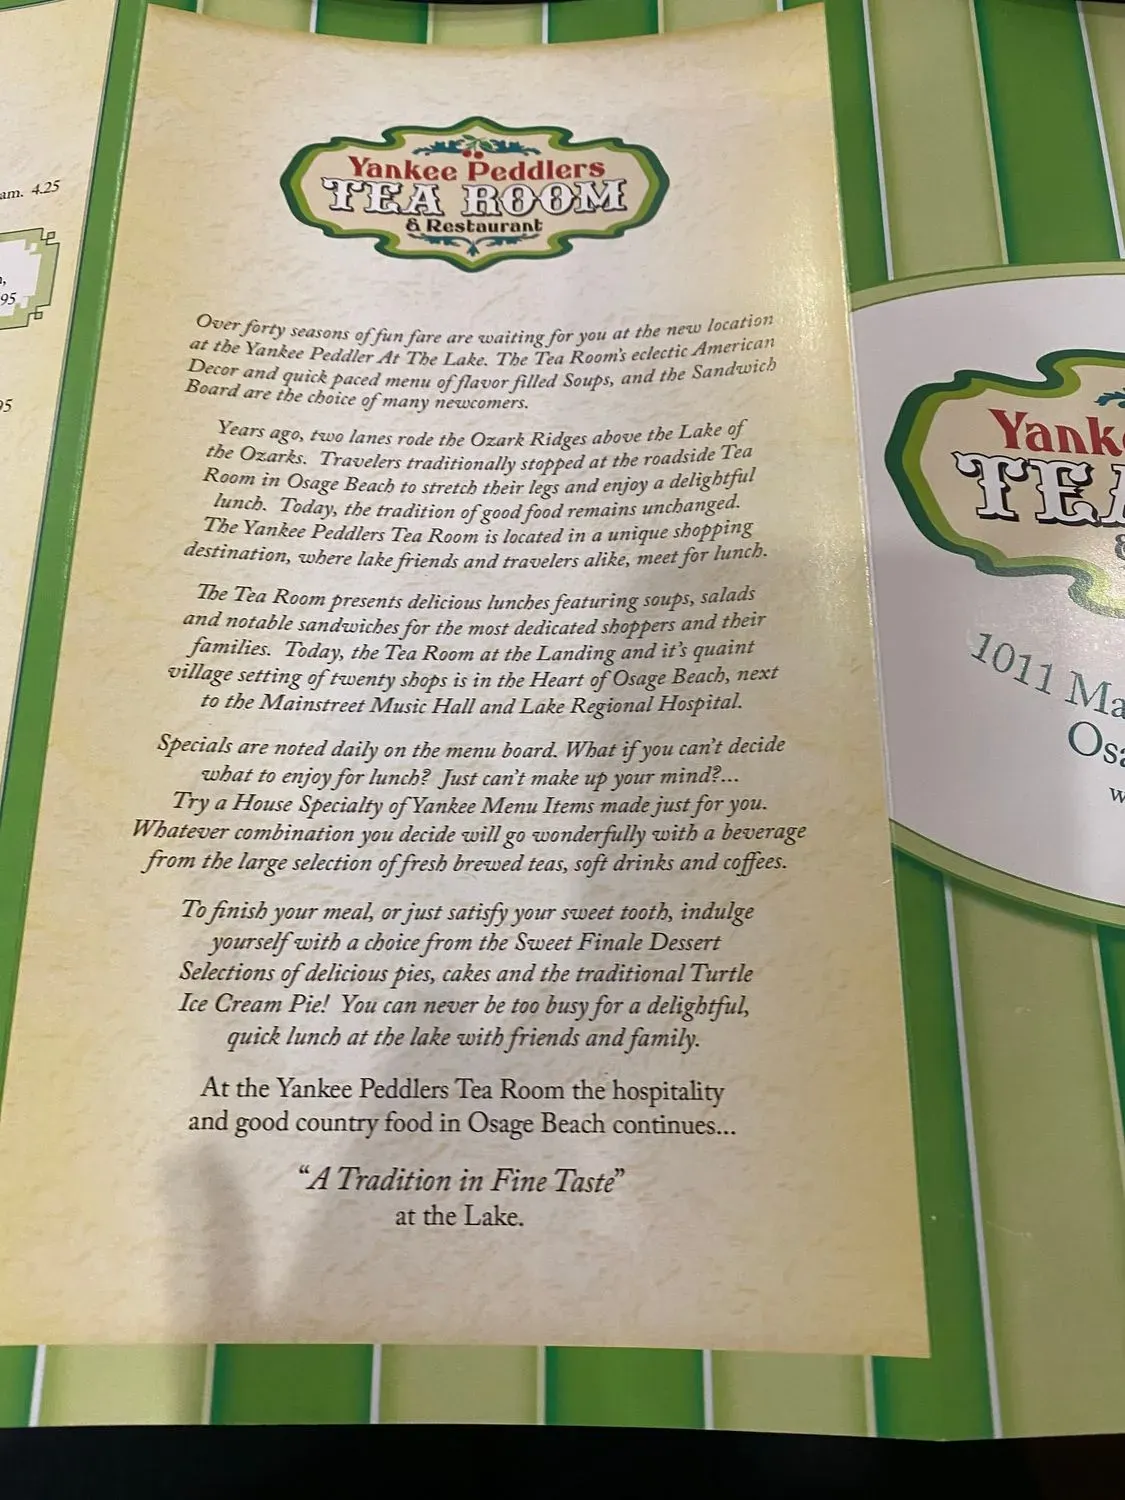 am. 4.25
95
95
Yankee Peddlers
TEA ROOM
& Restaurant
Over forty seasons of fun fare are waiting for you at the new location
at the Yankee Peddler At The Lake. The Tea Room's eclectic American
Decor and quick paced menu of flavor filled Soups, and the Sandwich
Board are the choice of many newcomers.
Years ago, two lanes rode the Ozark Ridges above the Lake of
the Ozarks. Travelers traditionally stopped at the roadside Tea
Room in Osage Beach to stretch their legs and enjoy a delightful
lunch. Today, the tradition of good food remains unchanged.
The Yankee Peddlers Tea Room is located in a unique shopping
destination, where lake friends and travelers alike, meet for lunch.
The Tea Room presents delicious lunches featuring soups, salads
and notable sandwiches for the most dedicated shoppers and their
families. Today, the Tea Room at the Landing and it's quaint
village setting of twenty shops is in the Heart of Osage Beach, next
to the Mainstreet Music Hall and Lake Regional Hospital.
Specials are noted daily on the menu board. What if you can't decide
what to enjoy for lunch? Just can't make up your mind?...
Try a House Specialty of Yankee Menu Items made just for you.
Whatever combination you decide will go wonderfully with a beverage
from the large selection of fresh brewed teas, soft drinks and coffees.
To finish your meal, or just satisfy your sweet tooth, indulge
yourself with a choice from the Sweet Finale Dessert
Selections of delicious pies, cakes and the traditional Turtle
Ice Cream Pie! You can never be too busy for a delightful,
quick lunch at the lake with friends and family.
At the Yankee Peddlers Tea Room the hospitality
and good country food in Osage Beach continues...
"A Tradition in Fine Taste"
at the Lake.
Yank
TEA
&
1011 Ma
Osa
w